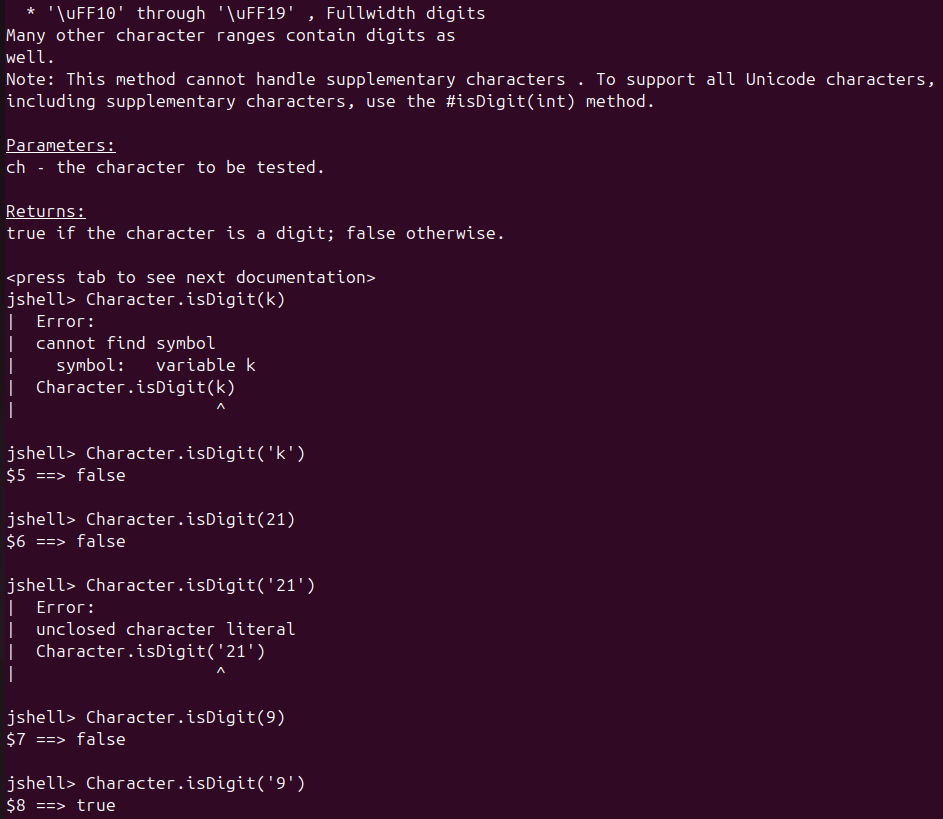 * '\uFF10' through '\uFF19' , Fullwidth digits
Many other character ranges contain digits as
well.
Note: This method cannot handle supplementary characters . To support all Unicode characters,
including supplementary characters, use the #isDigit(int) method.

Parameters:
ch - the character to be tested.

Returns:
true if the character is a digit; false otherwise.

<press tab to see next documentation>
jshell> Character.isDigit(k)
|  Error:
|  cannot find symbol
|    symbol:   variable k
|  Character.isDigit(k)
|                    ^

jshell> Character.isDigit('k')
$5 ==> false

jshell> Character.isDigit(21)
$6 ==> false

jshell> Character.isDigit('21')
|  Error:
|  unclosed character literal
|  Character.isDigit('21')
|                    ^

jshell> Character.isDigit(9)
$7 ==> false

jshell> Character.isDigit('9')
$8 ==> true